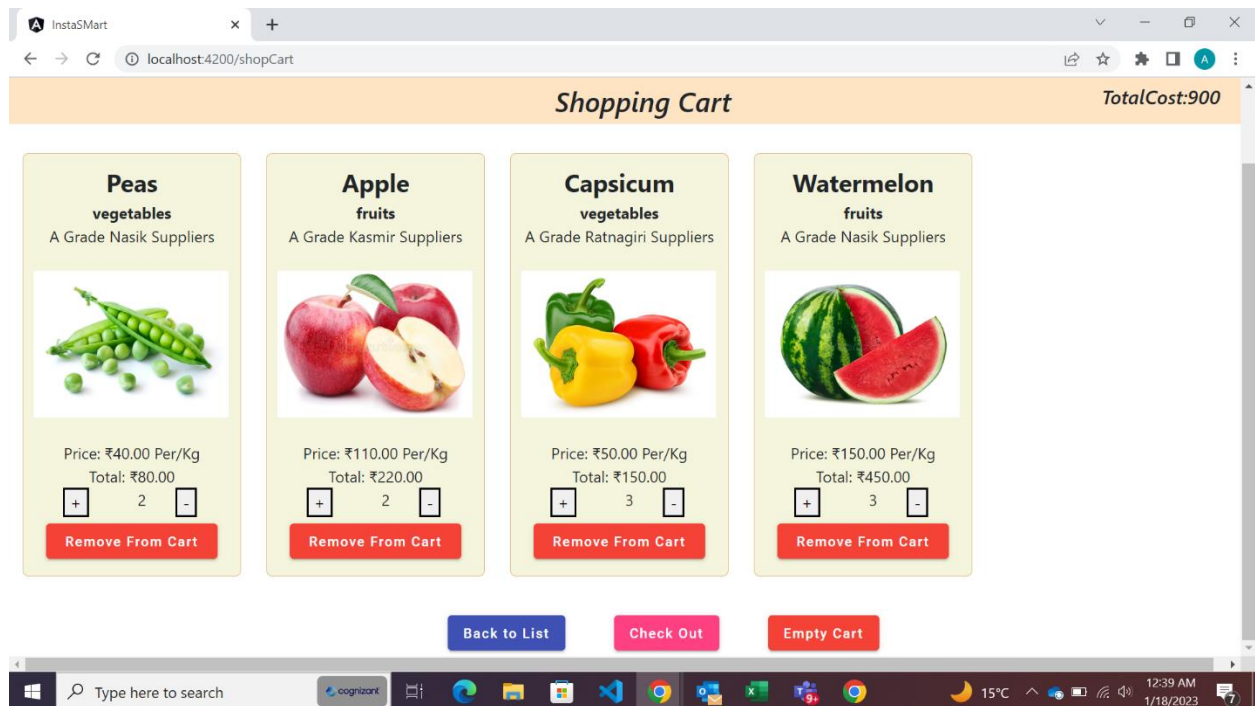 InstaSMart
localhost:4200/shopCart
A
Shopping Cart
TotalCost:900
Peas
vegetables
A Grade Nasik Suppliers
Price: ₹40.00 Per/Kg
Total: ₹80.00
+ 2 -
Remove From Cart
Apple
fruits
A Grade Kasmir Suppliers
Price: ₹110.00 Per/Kg
Total: ₹220.00
+ 2 -
Remove From Cart
Capsicum
vegetables
A Grade Ratnagiri Suppliers
Price: ₹50.00 Per/Kg
Total: ₹150.00
+ 3 -
Remove From Cart
Watermelon
fruits
A Grade Nasik Suppliers
Price: ₹150.00 Per/Kg
Total: ₹450.00
+ 3 -
Remove From Cart
Back to List
Check Out
Empty Cart
Type here to search
cognizant
9+
15°C
12:39 AM
1/18/2023
7